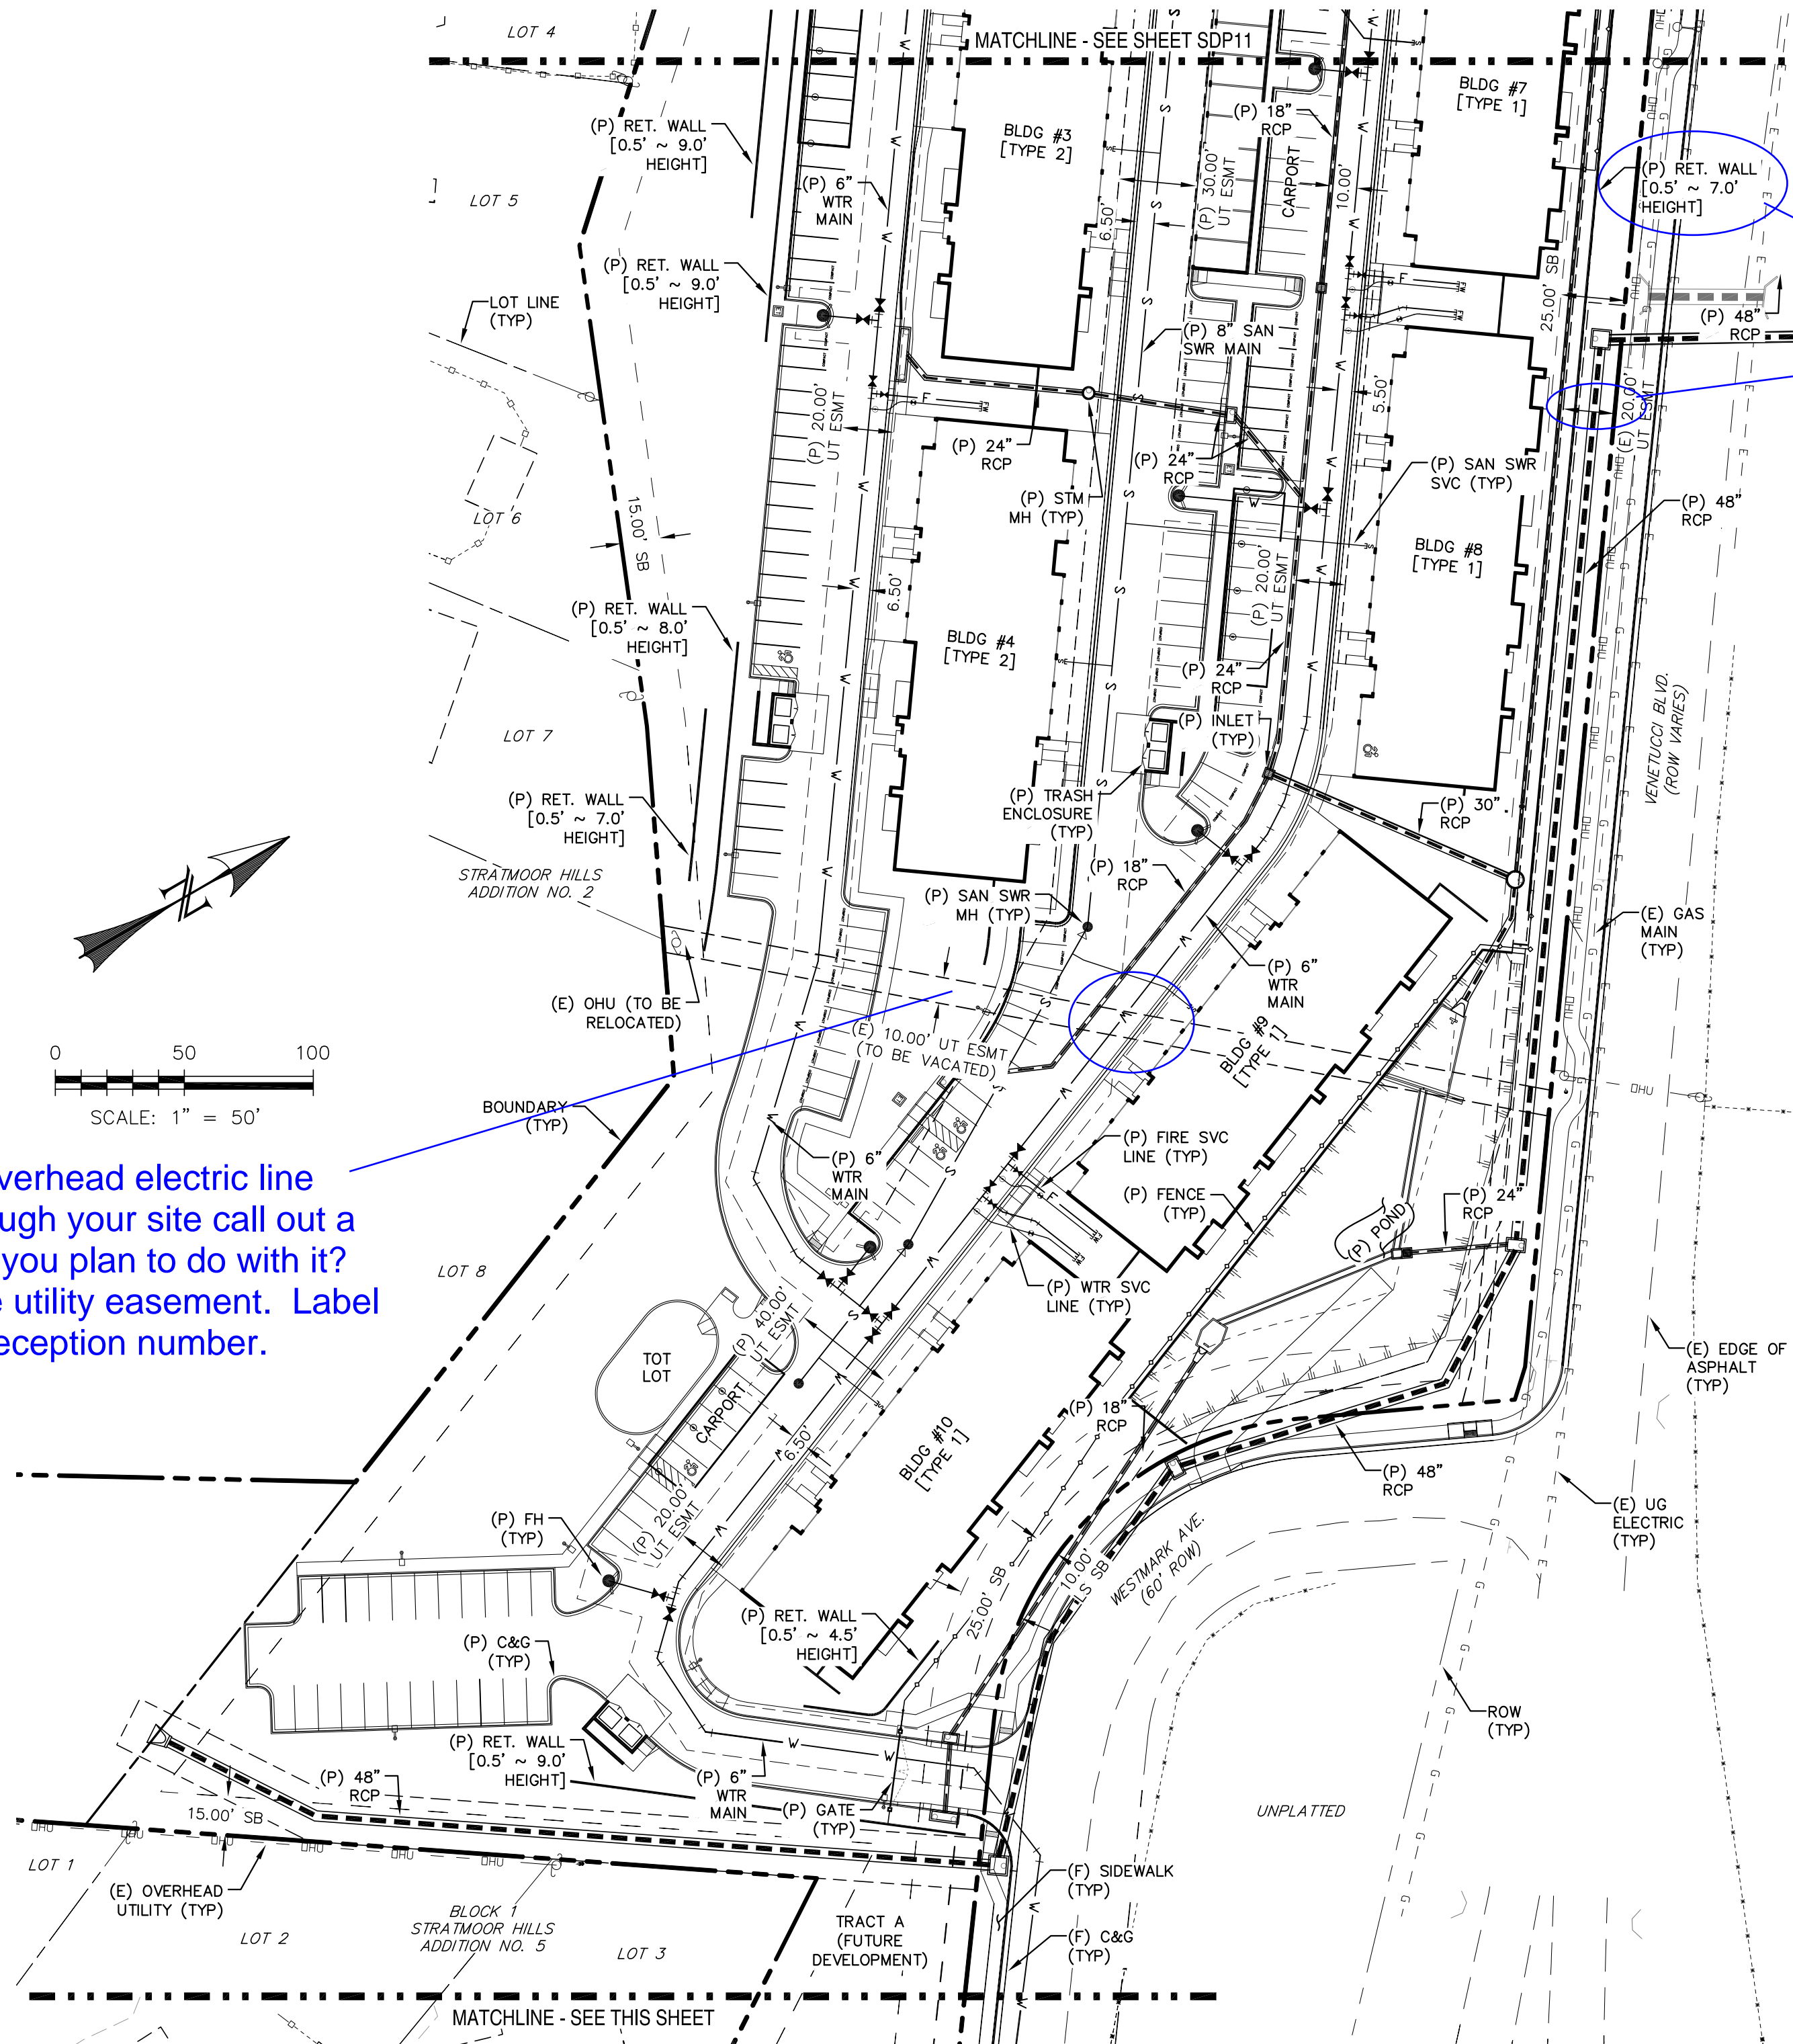 LOT 4
MATCHLINE - SEE SHEET SDP11
BLDG #7
[TYPE 1]
(P) RET. WALL
[0.5' ~ 9.0'
HEIGHT]
BLDG #3
[TYPE 2]
(P) 18"
RCP
CARPORT
(P) RET. WALL
[0.5' ~ 7.0'
HEIGHT]
LOT 5
(P) 6"
WTR
MAIN
(P) 30.00'
UT ESMT
10.00'
6.50'
(P) RET. WALL
[0.5' ~ 9.0'
HEIGHT]
25.00' SB
LOT LINE
(TYP)
(P) 8" SAN
SWR MAIN
(P) 48"
RCP
(P) 20.00'
UT ESMT
5.50'
(E) 20.00'
UT ESMT
(P) 24"
RCP
(P) 24"
RCP
(P) SAN SWR
SVC (TYP)
(P) STM
MH (TYP)
(P) 48"
RCP
LOT 6
15.00' SB
BLDG #8
[TYPE 1]
(P) 20.00'
UT ESMT
6.50'
(P) RET. WALL
[0.5' ~ 8.0'
HEIGHT]
BLDG #4
[TYPE 2]
(P) 24"
RCP
VENETUCCI BLVD.
(ROW VARIES)
LOT 7
(P) INLET
(TYP)
(P) RET. WALL
[0.5' ~ 7.0'
HEIGHT]
(P) TRASH
ENCLOSURE
(TYP)
(P) 30"
RCP
STRATMOOR HILLS
ADDITION NO. 2
(P) 18"
RCP
(P) SAN SWR
MH (TYP)
(E) GAS
MAIN
(TYP)
(P) 6"
WTR
MAIN
(E) OHU (TO BE
RELOCATED)
(E) 10.00' UT ESMT
(TO BE VACATED)
BLDG #9
[TYPE 1]
0 50 100
SCALE: 1" = 50'
BOUNDARY
(TYP)
OHU
(P) FIRE SVC
LINE (TYP)
(P) 6"
WTR
MAIN
verhead electric line
ugh your site call out a
you plan to do with it?
e utility easement. Label
eception number.
(P) FENCE
(TYP)
(P) 24"
RCP
(P) POND
LOT 8
(P) WTR SVC
LINE (TYP)
(P) 40.00'
UT ESMT
TOT
LOT
(E) EDGE OF
ASPHALT
(TYP)
CARPORT
(P) 18"
RCP
6.50'
BLDG #10
[TYPE 1]
(P) 48"
RCP
(P) FH
(TYP)
(P) 20.00'
UT ESMT
(E) UG
ELECTRIC
(TYP)
WESTMARK AVE.
(60' ROW)
10.00'
LS SB
25.00' SB
(P) RET. WALL
[0.5' ~ 4.5'
HEIGHT]
(P) C&G
(TYP)
ROW
(TYP)
(P) RET. WALL
[0.5' ~ 9.0'
HEIGHT]
(P) 48"
RCP
(P) 6"
WTR
MAIN
(P) GATE
(TYP)
15.00' SB
UNPLATTED
LOT 1
(E) OVERHEAD
UTILITY (TYP)
(F) SIDEWALK
(TYP)
BLOCK 1
STRATMOOR HILLS
ADDITION NO. 5
LOT 2
LOT 3
TRACT A
(FUTURE
DEVELOPMENT)
(F) C&G
(TYP)
MATCHLINE - SEE THIS SHEET